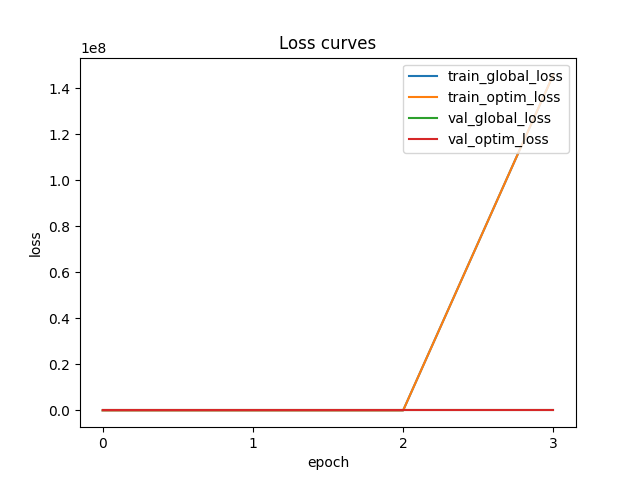 Loss curves
1e8
train_global_loss
train_optim_loss
val_global_loss
val_optim_loss
1.4
1.2
1.0
0.8
0.6
0.4
0.2
0.0
loss
0 1 2 3
epoch